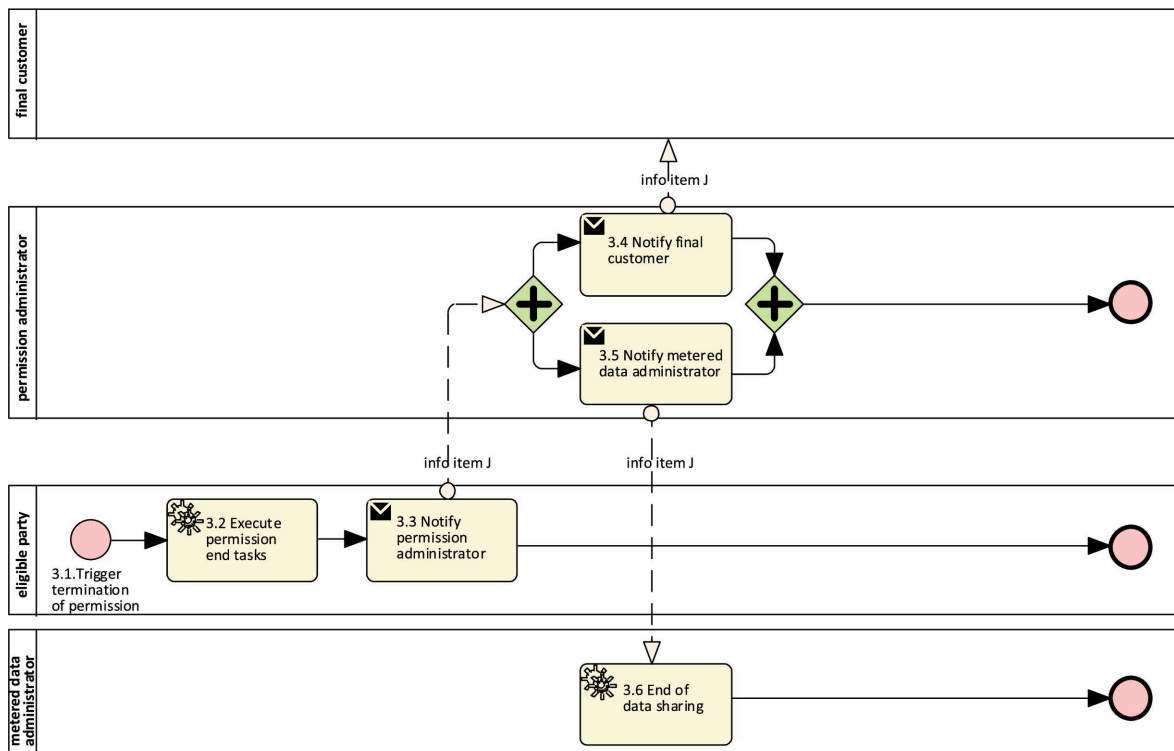 final customer
info item J
permission administrator
3.4 Notify final
customer
3.5 Notify metered
data administrator
info item J
info item J
eligible party
3.1.Trigger
termination
of permission
3.2 Execute
permission
end tasks
3.3 Notify
permission
administrator
metered data
administrator
3.6 End of
data sharing